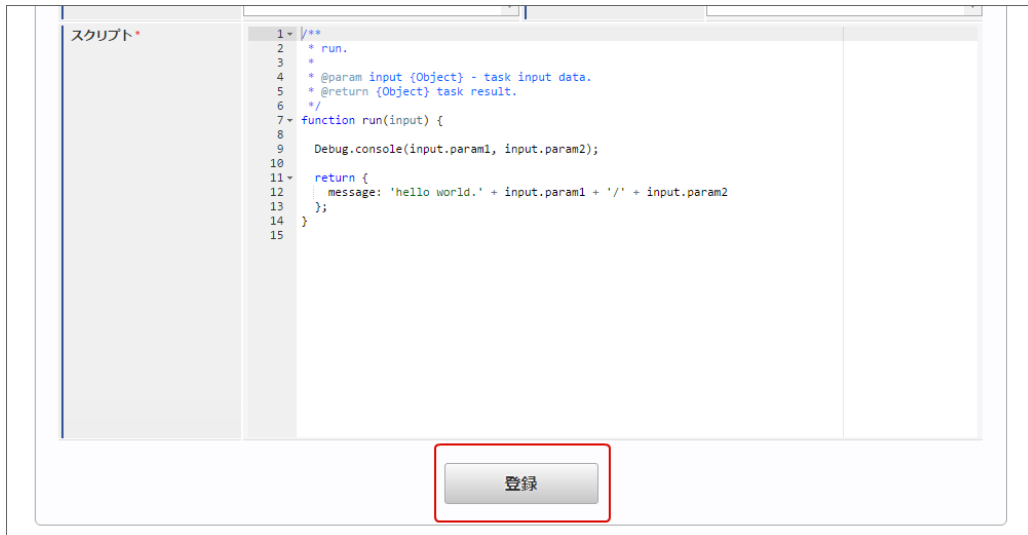 スクリプト*
1 /**
2  * run.
3  *
4  * @param input {Object} - task input data.
5  * @return {Object} task result.
6  */
7 function run(input) {
8
9   Debug.console(input.param1, input.param2);
10
11   return {
12     message: 'hello world.' + input.param1 + '/' + input.param2
13   };
14 }
15
登録